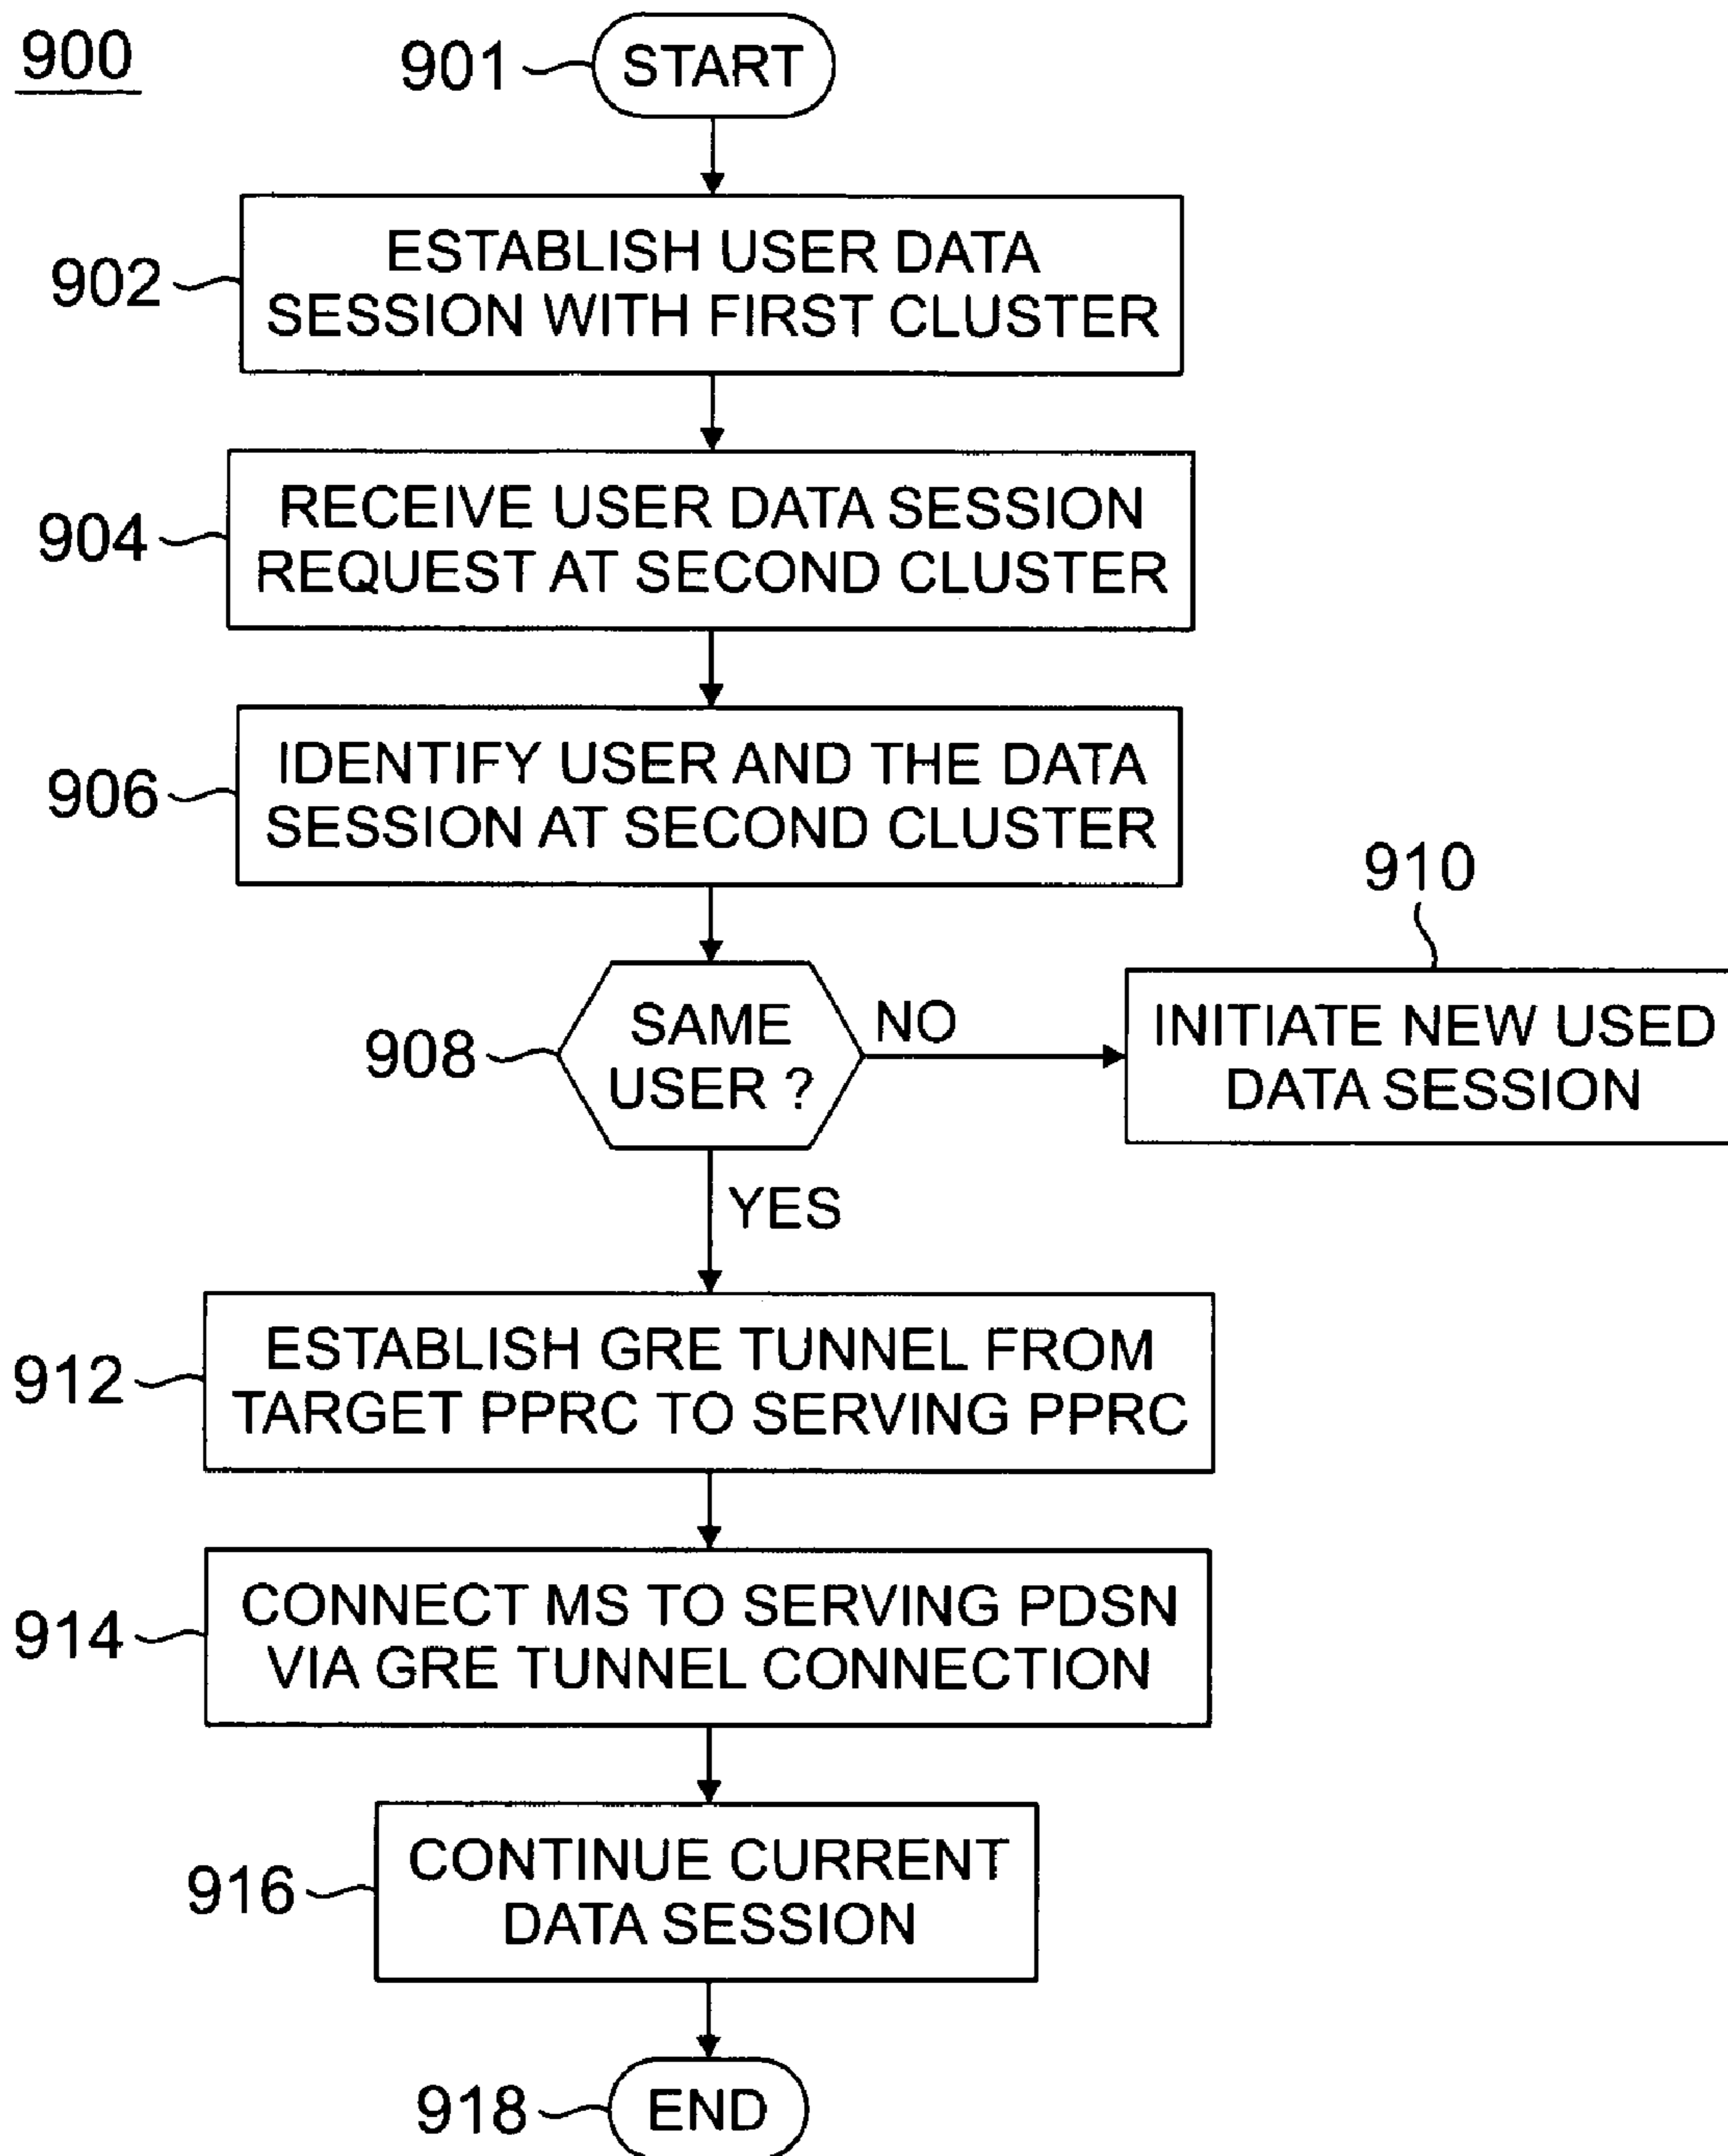 900
901
START
902
ESTABLISH USER DATA
SESSION WITH FIRST CLUSTER
904
RECEIVE USER DATA SESSION
REQUEST AT SECOND CLUSTER
906
IDENTIFY USER AND THE DATA
SESSION AT SECOND CLUSTER
908
SAME
USER ?
NO
910
INITIATE NEW USED
DATA SESSION
YES
912
ESTABLISH GRE TUNNEL FROM
TARGET PPRC TO SERVING PPRC
914
CONNECT MS TO SERVING PDSN
VIA GRE TUNNEL CONNECTION
916
CONTINUE CURRENT
DATA SESSION
918
END